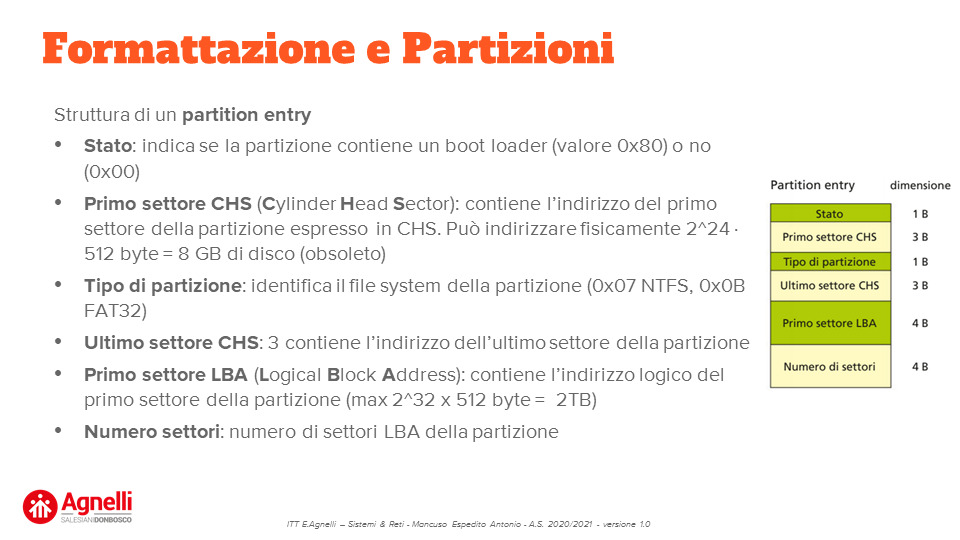 Formattazione e Partizioni
Struttura di un partition entry
• Stato: indica se la partizione contiene un boot loader (valore 0x80) o no
(0x00)
• Primo settore CHS (Cylinder Head Sector): contiene l'indirizzo del primo
settore della partizione espresso in CHS. Può indirizzare fisicamente 2^24 ·
512 byte = 8 GB di disco (obsoleto)
• Tipo di partizione: identifica il file system della partizione (0x07 NTFS, 0x0B
FAT32)
• Ultimo settore CHS: 3 contiene l'indirizzo dell'ultimo settore della partizione
• Primo settore LBA (Logical Block Address): contiene l'indirizzo logico del
primo settore della partizione (max 2^32 x 512 byte = 2TB)
• Numero settori: numero di settori LBA della partizione
Partition entry dimensione
Stato 1 B
Primo settore CHS 3 B
Tipo di partizione 1 B
Ultimo settore CHS 3 B
Primo settore LBA 4 B
Numero di settori 4 B
Agnelli
SALESIANIDONBOSCO
ITT E.Agnelli – Sistemi & Reti - Mancuso Espedito Antonio - A.S. 2020/2021 - versione 1.0